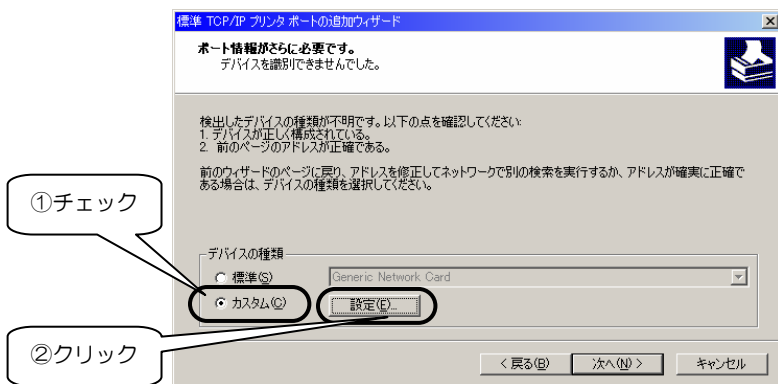 標準 TCP/IP プリンタ ポートの追加ウィザード
ポート情報がさらに必要です。
デバイスを識別できませんでした。
検出したデバイスの種類が不明です。以下の点を確認してください:
1. デバイスが正しく構成されている。
2. 前のページのアドレスが正確である。
前のウィザードのページに戻り、アドレスを修正してネットワークで別の検索を実行するか、アドレスが確実に正確で
ある場合は、デバイスの種類を選択してください。
①チェック
デバイスの種類
標準(S)
Generic Network Card
カスタム(C)
設定(E)...
②クリック
< 戻る(B)
次へ(N) >
キャンセル